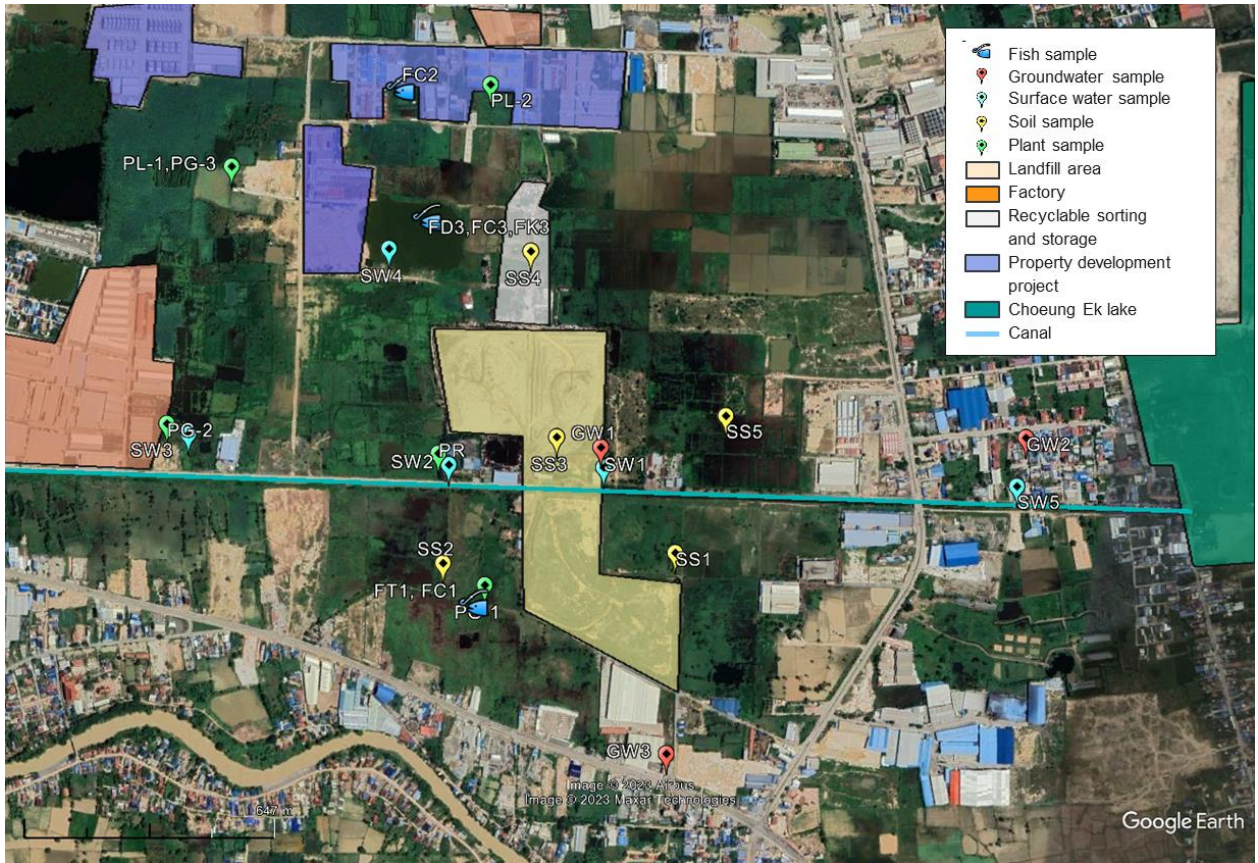 Fish sample
Groundwater sample
Surface water sample
Soil sample
Plant sample
Landfill area
Factory
Recyclable sorting
and storage
Property development
project
Choeung Ek lake
Canal
FC2
PL-2
PL-1,PG-3
FD3,FC3,FK3
SW4
SS4
PG-2
SW3
SW2
PR
SS3
GW1
SW1
SS5
GW2
SW5
SS2
SS1
FT1, FC1
PG-1
GW3
Image © 2023 Airbus
Image © 2023 Maxar Technologies
647 m
Google Earth